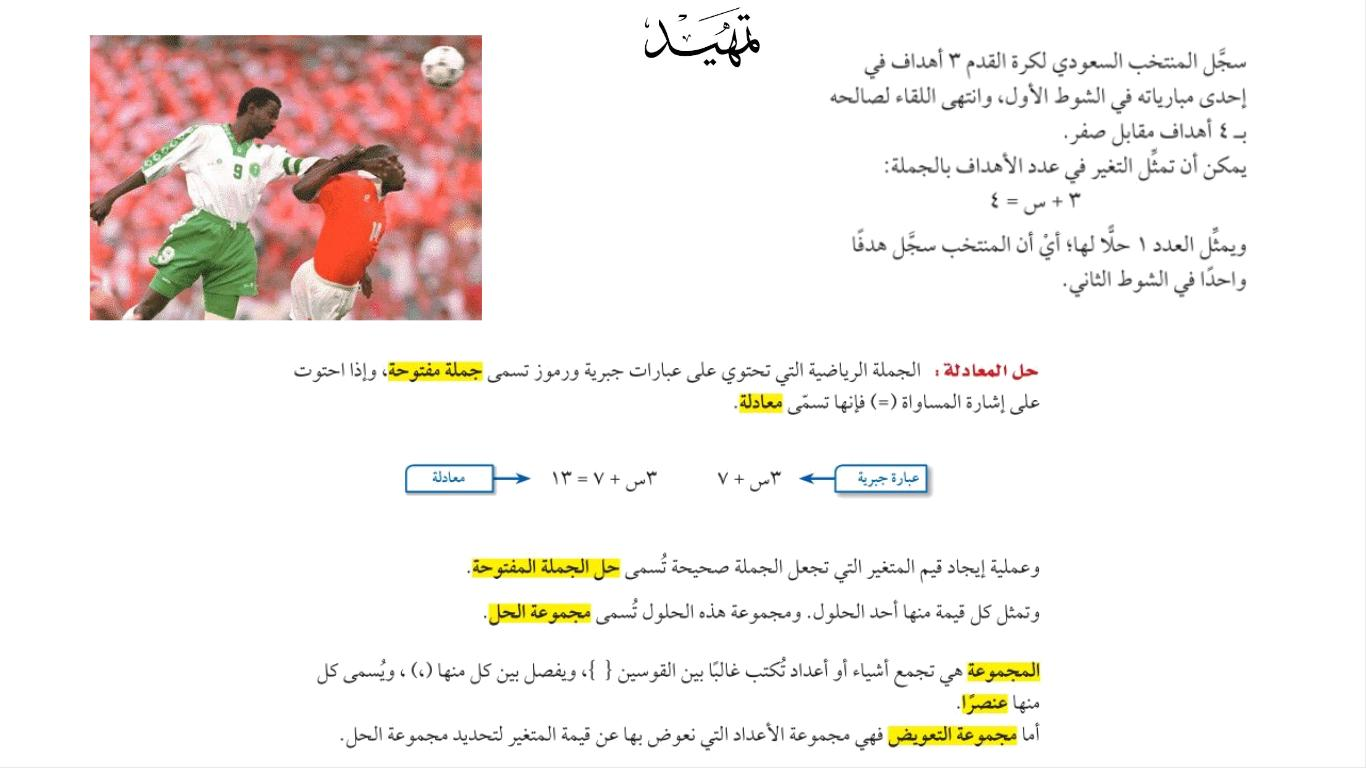 تمهيد
سجَّل المنتخب السعودي لكرة القدم ٣ أهداف في
إحدى مبارياته في الشوط الأول، وانتهى اللقاء لصالحه
بـ ٤ أهداف مقابل صفر.
يمكن أن تمثِّل التغير في عدد الأهداف بالجملة:
٣ + س = ٤
ويمثِّل العدد ١ حلًّا لها؛ أيْ أن المنتخب سجَّل هدفًا
واحدًا في الشوط الثاني.
9
حل المعادلة : الجملة الرياضية التي تحتوي على عبارات جبرية ورموز تسمى جملة مفتوحة، وإذا احتوت
على إشارة المساواة (=) فإنها تسمّى معادلة.
عبارة جبرية ٣س + ٧ ٣س + ٧ = ١٣ معادلة
وعملية إيجاد قيم المتغير التي تجعل الجملة صحيحة تُسمى حل الجملة المفتوحة.
وتمثل كل قيمة منها أحد الحلول. ومجموعة هذه الحلول تُسمى مجموعة الحل.
المجموعة هي تجمع أشياء أو أعداد تُكتب غالبًا بين القوسين { }، ويفصل بين كل منها (،) ، ويُسمى كل
منها عنصرًا.
أما مجموعة التعويض فهي مجموعة الأعداد التي نعوض بها عن قيمة المتغير لتحديد مجموعة الحل.